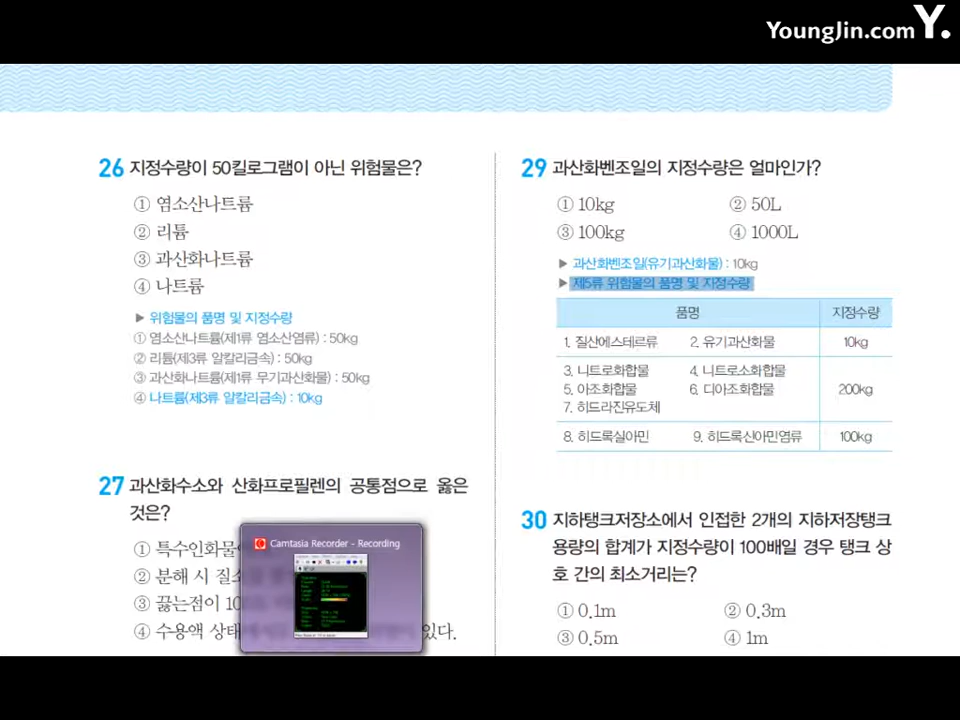 YoungJin.com Y.
26 지정수량이 50킬로그램이 아닌 위험물은?
① 염소산나트륨
② 리튬
③ 과산화나트륨
④ 나트륨
▶ 위험물의 품명 및 지정수량
① 염소산나트륨(제1류 염소산염류) : 50kg
② 리튬(제3류 알칼리금속) : 50kg
③ 과산화나트륨(제1류 무기과산화물) : 50kg
④ 나트륨(제3류 알칼리금속) : 10kg
27 과산화수소와 산화프로필렌의 공통점으로 옳은
것은?
① 특수인화물
② 분해 시 질소
③ 끓는점이
④ 수용액 상태
있다.
Camtasia Recorder - Recording
29 과산화벤조일의 지정수량은 얼마인가?
① 10kg ② 50L
③ 100kg ④ 1000L
▶ 과산화벤조일(유기과산화물) : 10kg
▶ 제5류 위험물의 품명 및 지정수량
품명 지정수량
1. 질산에스테르류 2. 유기과산화물 10kg
3. 니트로화합물 4. 니트로소화합물
5. 아조화합물 6. 디아조화합물 200kg
7. 히드라진유도체
8. 히드록실아민 9. 히드록신아민염류 100kg
30 지하탱크저장소에서 인접한 2개의 지하저장탱크
용량의 합계가 지정수량이 100배일 경우 탱크 상
호 간의 최소거리는?
① 0.1m ② 0.3m
③ 0.5m ④ 1m